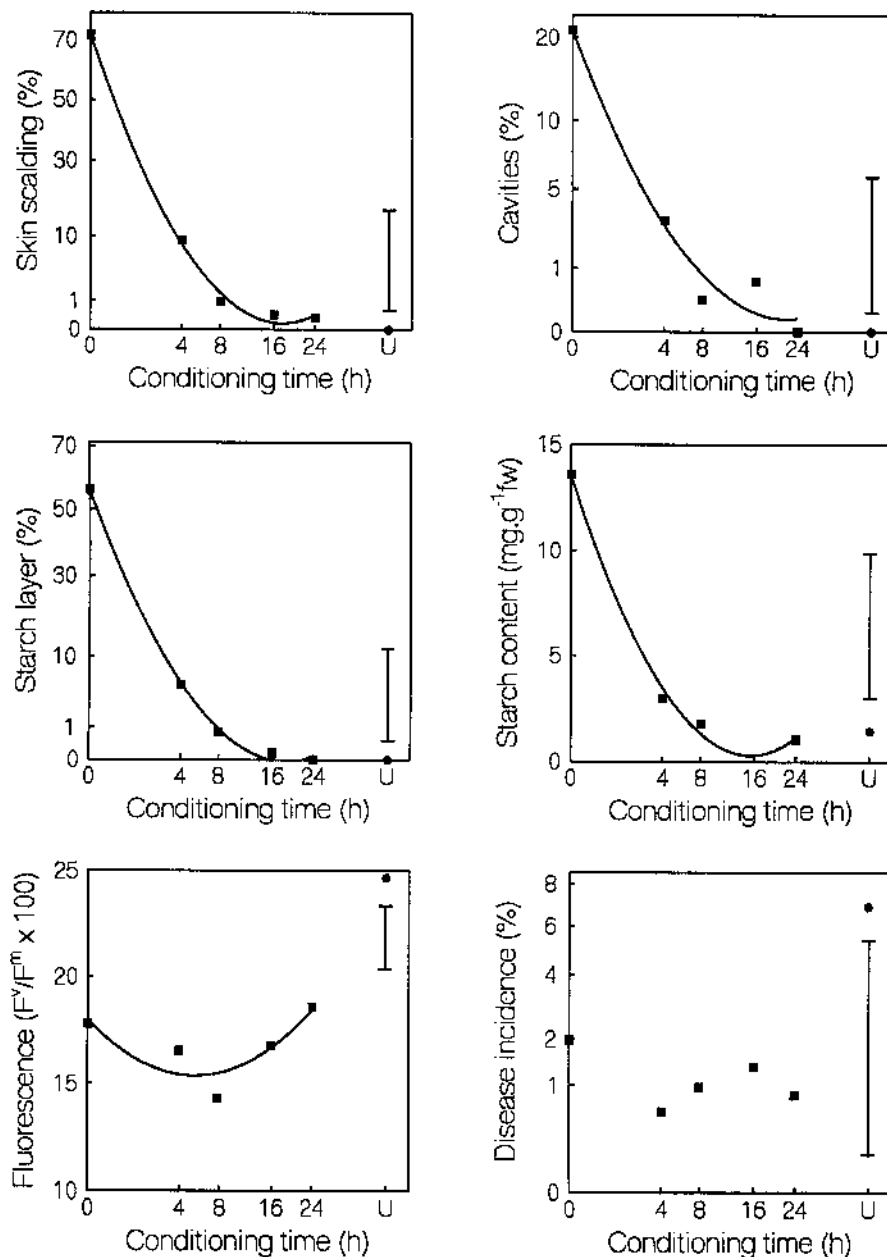 Skin scalding (%)
70
50
30
10
1
0
0 4 8 16 24 U
Conditioning time (h)
Cavities (%)
20
10
5
1
0
0 4 8 16 24 U
Conditioning time (h)
Starch layer (%)
70
50
30
10
1
0
0 4 8 16 24 U
Conditioning time (h)
Starch content (mg.g⁻¹fw)
15
10
5
0
0 4 8 16 24 U
Conditioning time (h)
Fluorescence (Fᵛ/Fᵐ x 100)
25
20
15
10
0 4 8 16 24 U
Conditioning time (h)
Disease incidence (%)
8
6
4
2
1
0
0 4 8 16 24 U
Conditioning time (h)